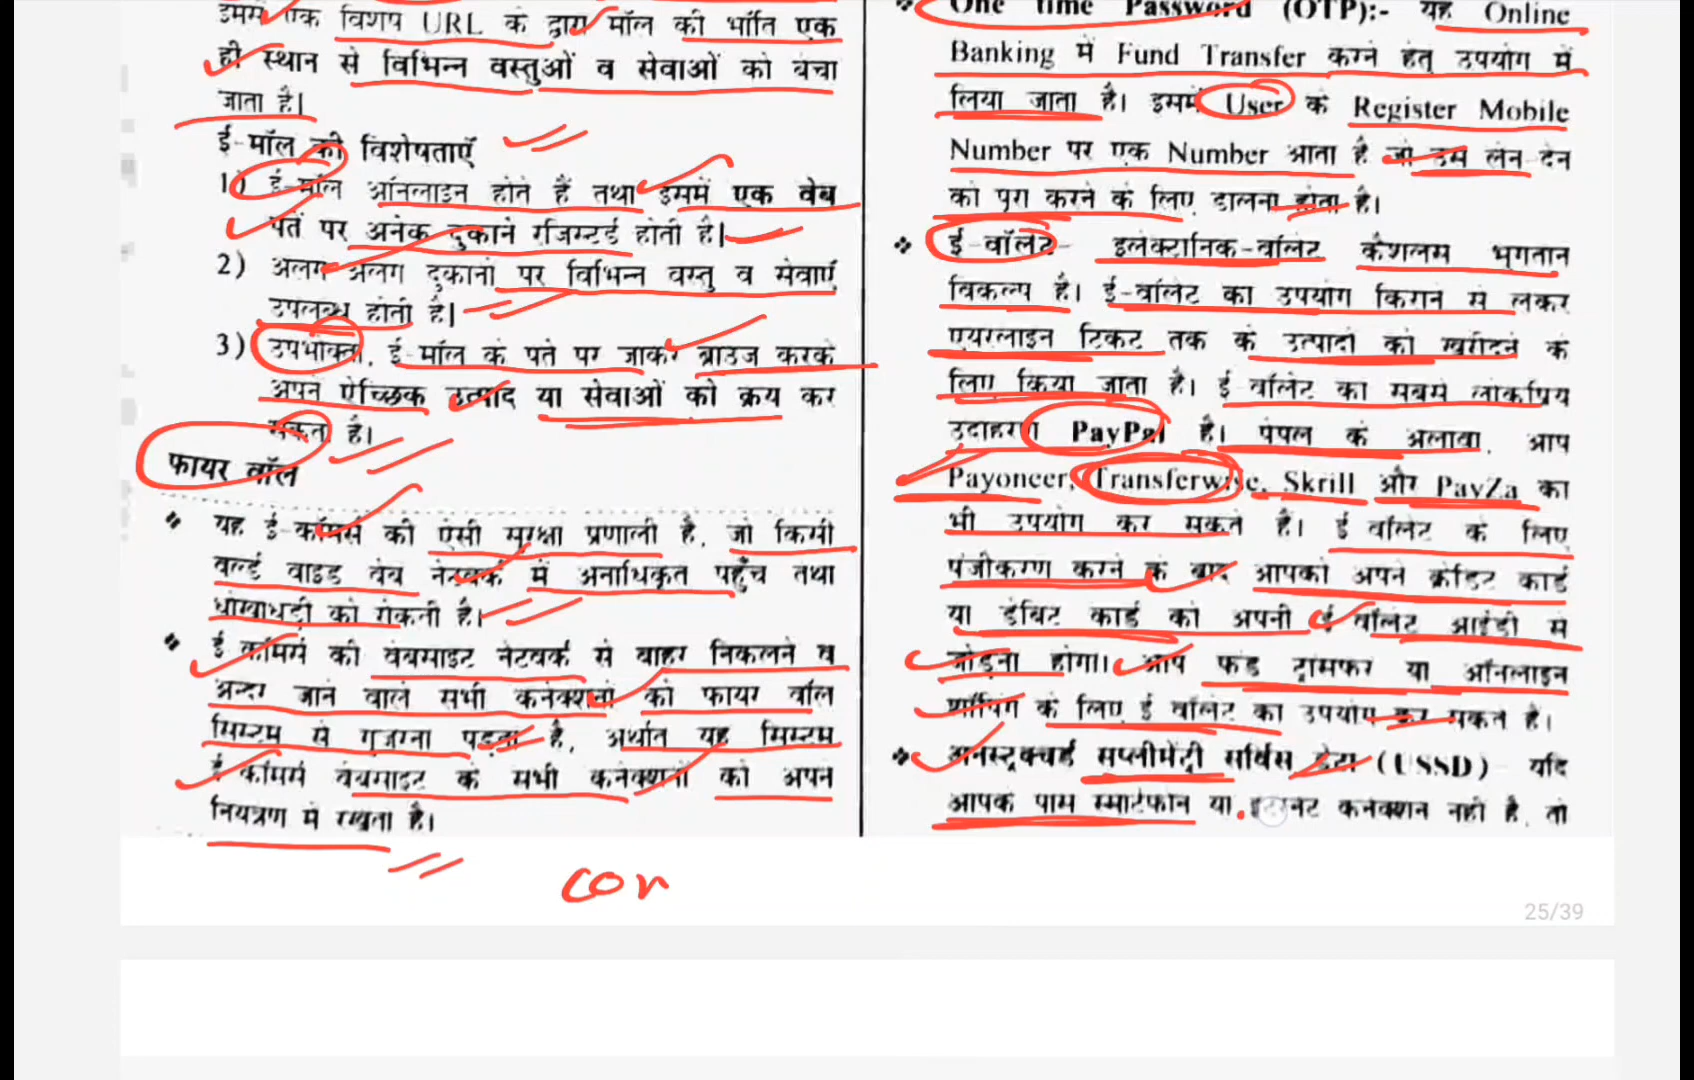 इसमें एक विशेष URL के द्वारा मॉल की भाँति एक
ही स्थान से विभिन्न वस्तुओं व सेवाओं को बेचा
जाता है।
ई-मॉल की विशेषताएँ
1) ई-मॉल ऑनलाइन होते हैं तथा इसमें एक वेब
पते पर अनेक दुकाने रजिस्टर्ड होती है।
2) अलग अलग दुकानों पर विभिन्न वस्तु व सेवाएँ
उपलब्ध होती है।
3) उपभोक्ता, ई-मॉल के पते पर जाकर ब्राउज करके
अपने ऐच्छिक उत्पाद या सेवाओं को क्रय कर
सकते है।
फायर वॉल
यह ई-कॉमर्स की ऐसी सुरक्षा प्रणाली है, जो किसी
वर्ल्ड वाइड वेब नेटवर्क में अनाधिकृत पहुँच तथा
धोखाधडी को रोकती है।
ई कॉमर्स की वेबसाइट नेटवर्क से बाहर निकलने व
अन्दर जाने वाले सभी कनेक्शनों को फायर वॉल
सिस्टम से गुजरना पड़ता है, अर्थात यह सिस्टम
ई कॉमर्स वेबसाइट के सभी कनेक्शनों को अपने
नियंत्रण में रखता है।
con
One time Password (OTP):- यह Online
Banking में Fund Transfer करने हेतु उपयोग में
लिया जाता है। इसमें User के Register Mobile
Number पर एक Number आता है जो उसे लेन देन
को पूरा करने के लिए डालना होता है।
ई-वॉलेट- इलेक्ट्रानिक-वॉलेट कैशलेस भुगतान
विकल्प है। ई-वॉलेट का उपयोग किराने से लेकर
एयरलाइन टिकट तक के उत्पादों को खरीदने के
लिए किया जाता है। ई वॉलेट का सबसे लोकप्रिय
उदाहरण PayPal है। पेपल के अलावा, आप
Payoneer, Transferwise, Skrill और PayZa का
भी उपयोग कर सकते है। ई वॉलेट के लिए
पंजीकरण करने के बाद आपको अपने क्रेडिट कार्ड
या डेबिट कार्ड को अपनी ई वॉलेट आईडी से
जोड़ना होगा। आप फंड ट्रांसफर या ऑनलाइन
शॉपिंग के लिए ई वॉलेट का उपयोग कर सकते है।
अनस्ट्रक्चर्ड सप्लीमेंट्री सर्विस डेटा (USSD)- यदि
आपके पास स्मार्टफोन या इंटरनेट कनेक्शन नही है, तो
25/39